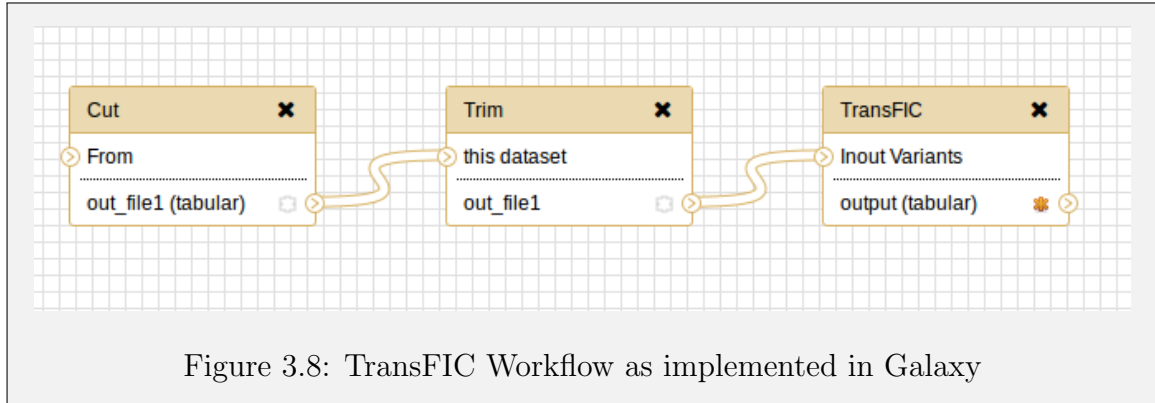 Cut
From
out_file1 (tabular)
Trim
this dataset
out_file1
TransFIC
Inout Variants
output (tabular)
Figure 3.8: TransFIC Workflow as implemented in Galaxy